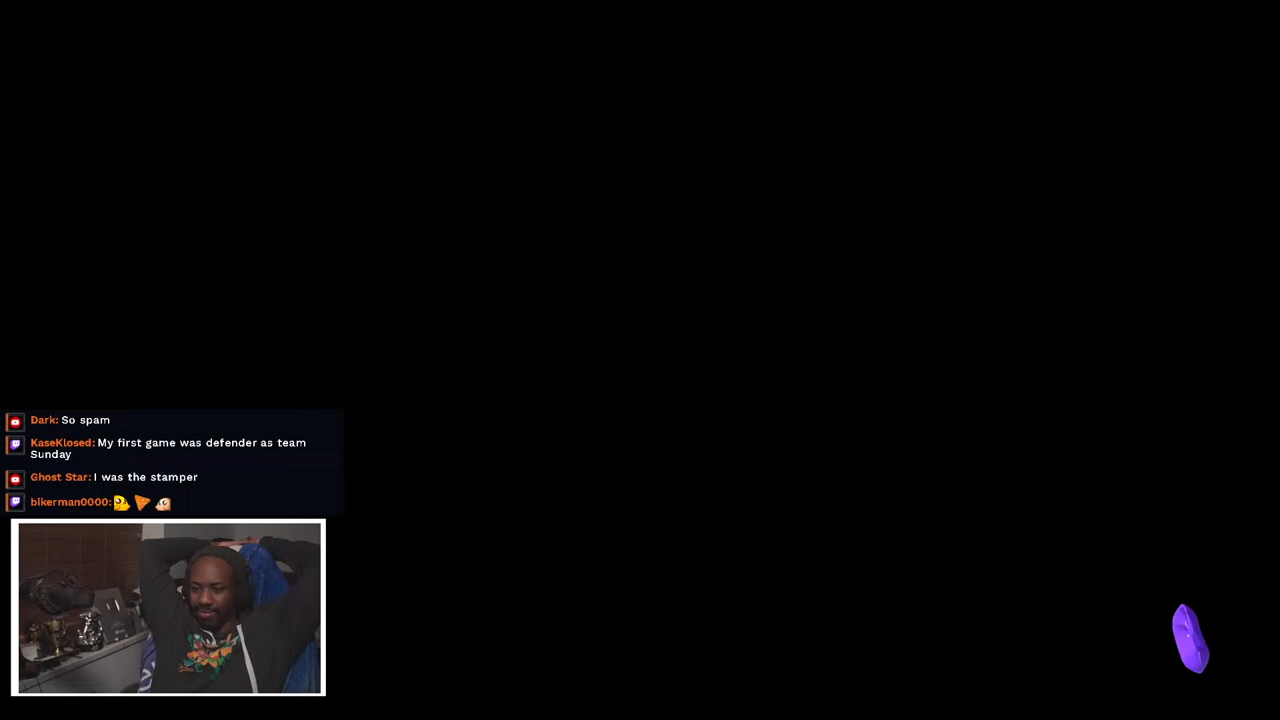 Dark: So spam
KaseKlosed: My first game was defender as team
Sunday
Ghost Star: I was the stamper
bikerman0000: